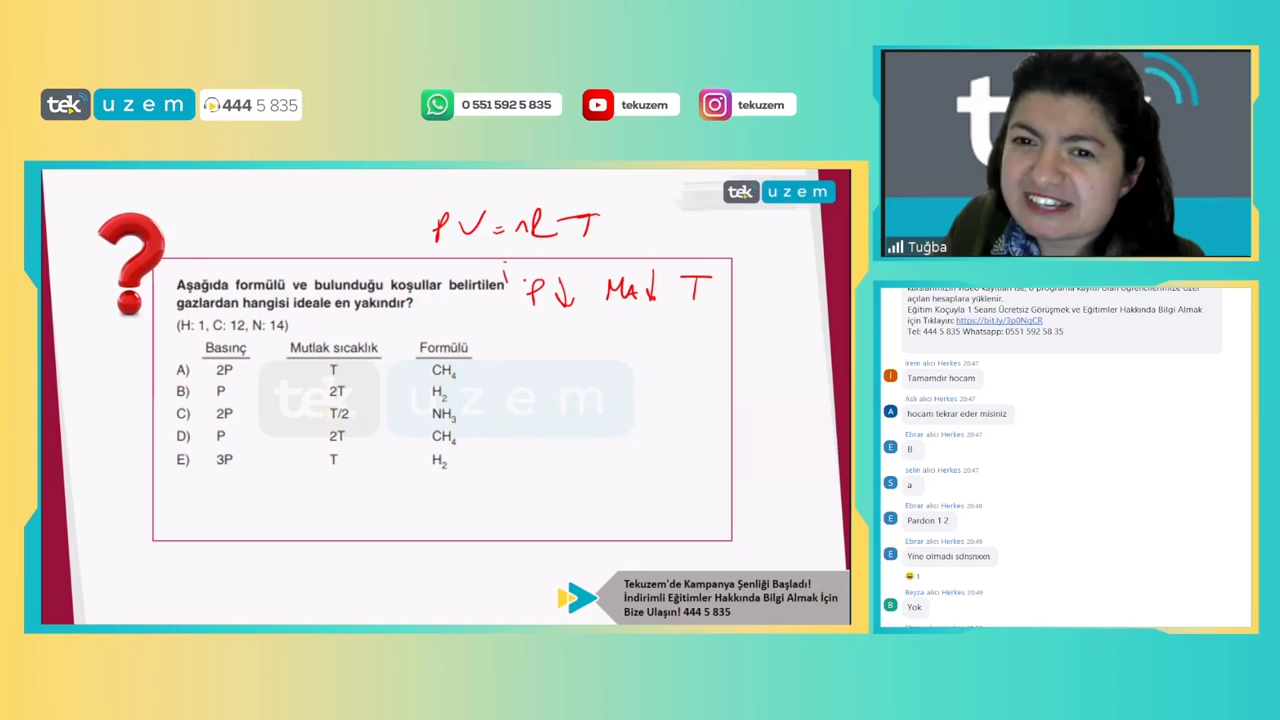 tek uzem 444 5 835
0 551 592 5 835
tekuzem
tekuzem
tek uzem
PV = nRT
Aşağıda formülü ve bulunduğu koşullar belirtilen
gazlardan hangisi ideale en yakındır?
P↓ MA↓ T
(H: 1, C: 12, N: 14)
Basınç Mutlak sıcaklık Formülü
A) 2P T CH4
B) P 2T H2
C) 2P T/2 NH3
D) P 2T CH4
E) 3P T H2
tek uzem
Tekuzem'de Kampanya Şenliği Başladı!
İndirimli Eğitimler Hakkında Bilgi Almak İçin
Bize Ulaşın! 444 5 835
Tuğba
açılan hesaplara yüklenir.
Eğitim Koçuyla 1 Seans Ücretsiz Görüşmek ve Eğitimler Hakkında Bilgi Almak
için Tıklayın: https://bit.ly/3p0NqCR
Tel: 444 5 835 Whatsapp: 0551 592 58 35
İrem alıcı Herkes 20:47
I Tamamdır hocam
Aslı alıcı Herkes 20:47
A hocam tekrar eder misiniz
Ebrar alıcı Herkes 20:47
E B
selin alıcı Herkes 20:47
S a
Ebrar alıcı Herkes 20:48
E Pardon 1 2
Ebrar alıcı Herkes 20:49
E Yine olmadı sdnsnxxn
1
Beyza alıcı Herkes 20:49
B Yok